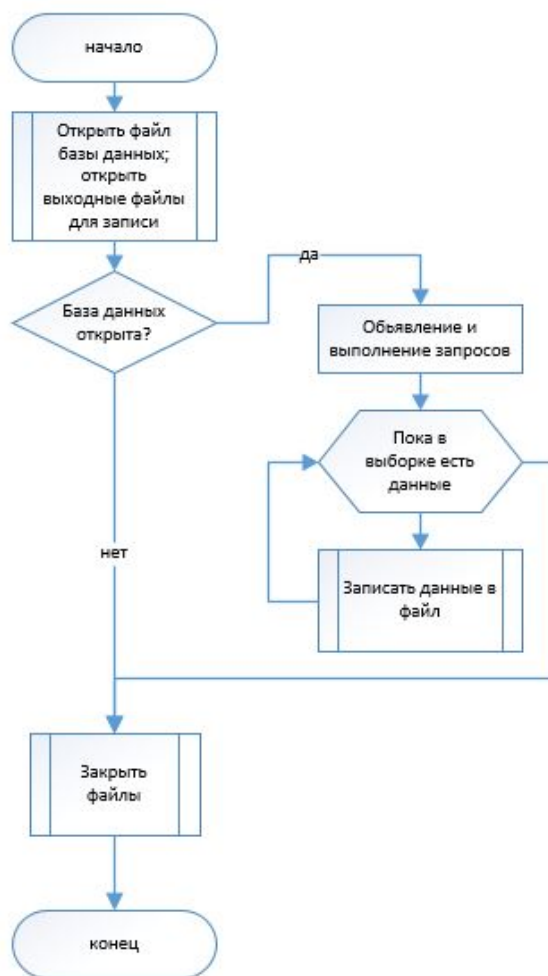 начало
Открыть файл
базы данных;
открыть
выходные файлы
для записи
да
База данных
открыта?
Обьявление и
выполнение запросов
Пока в
выборке есть
данные
нет
Записать данные в
файл
Закрыть
файлы
конец